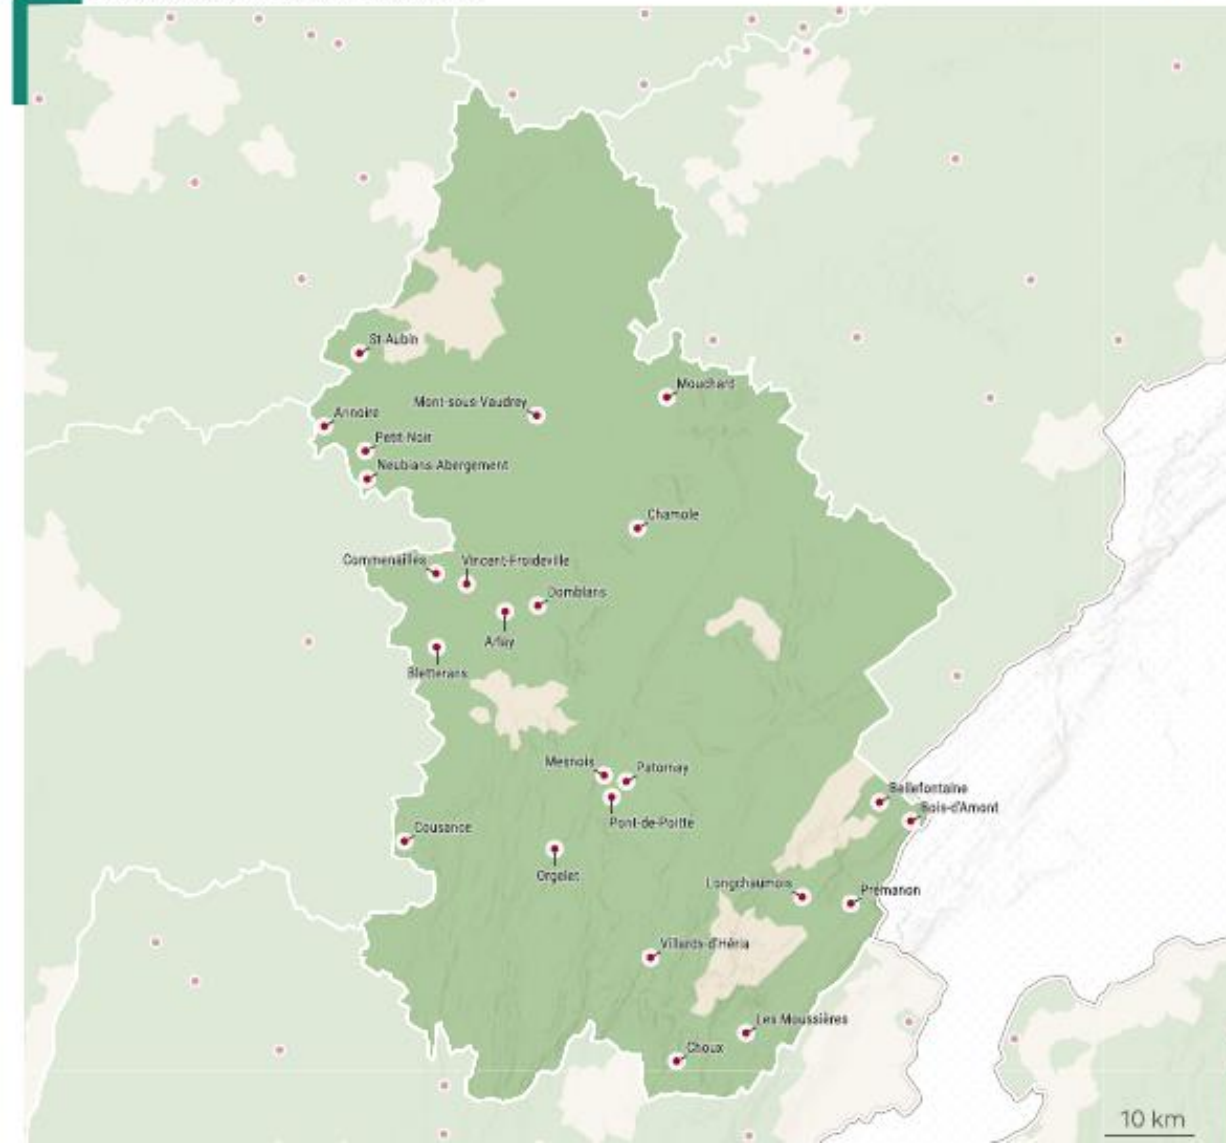 St-Aubin
Mouchard
Mont-sous-Vaudrey
Annoire
Petit-Noir
Neublans-Abergement
Chamole
Commenailles
Vincent-Froideville
Domblans
Arlay
Bletterans
Mesnois
Patornay
Bellefontaine
Bois-d'Amont
Pont-de-Poitte
Cousance
Orgelet
Longchaumois
Prémanon
Villards-d'Héria
Les Moussières
Choux
10 km